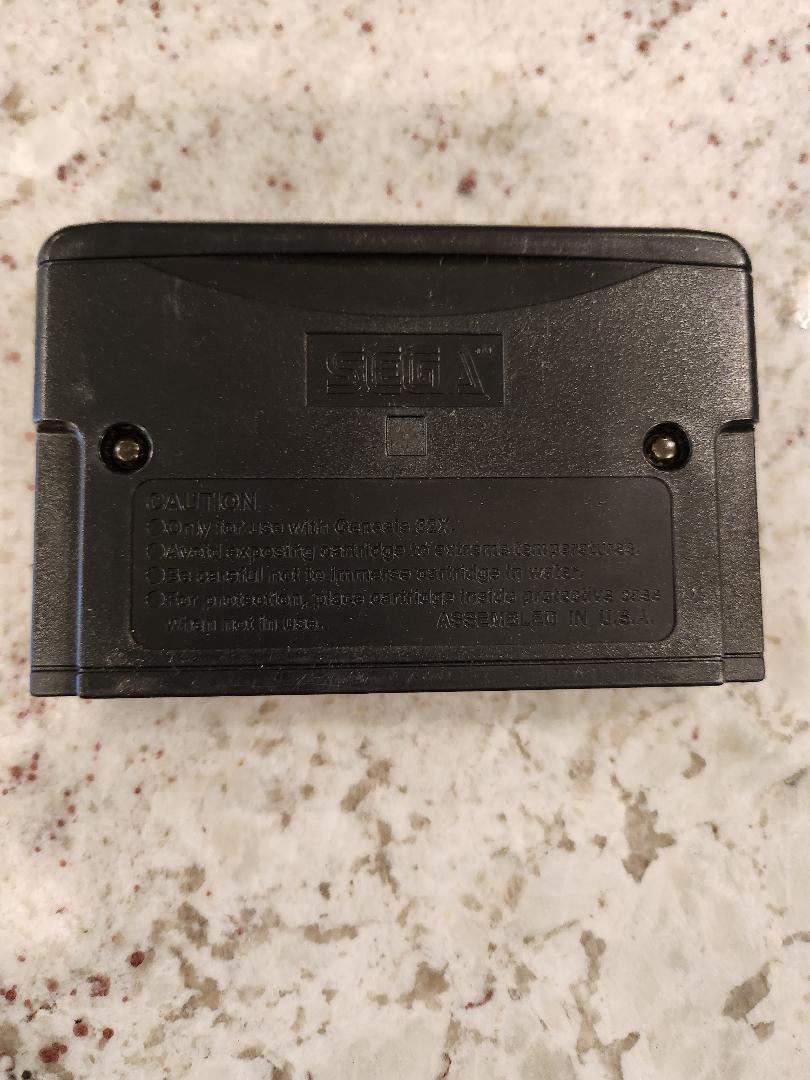 SEGA™
CAUTION
○Only for use with Genesis 32X.
○Avoid exposing cartridge to extreme temperatures.
○Be careful not to immerse cartridge in water.
○For protection, place cartridge inside protective case
when not in use. ASSEMBLED IN U.S.A.